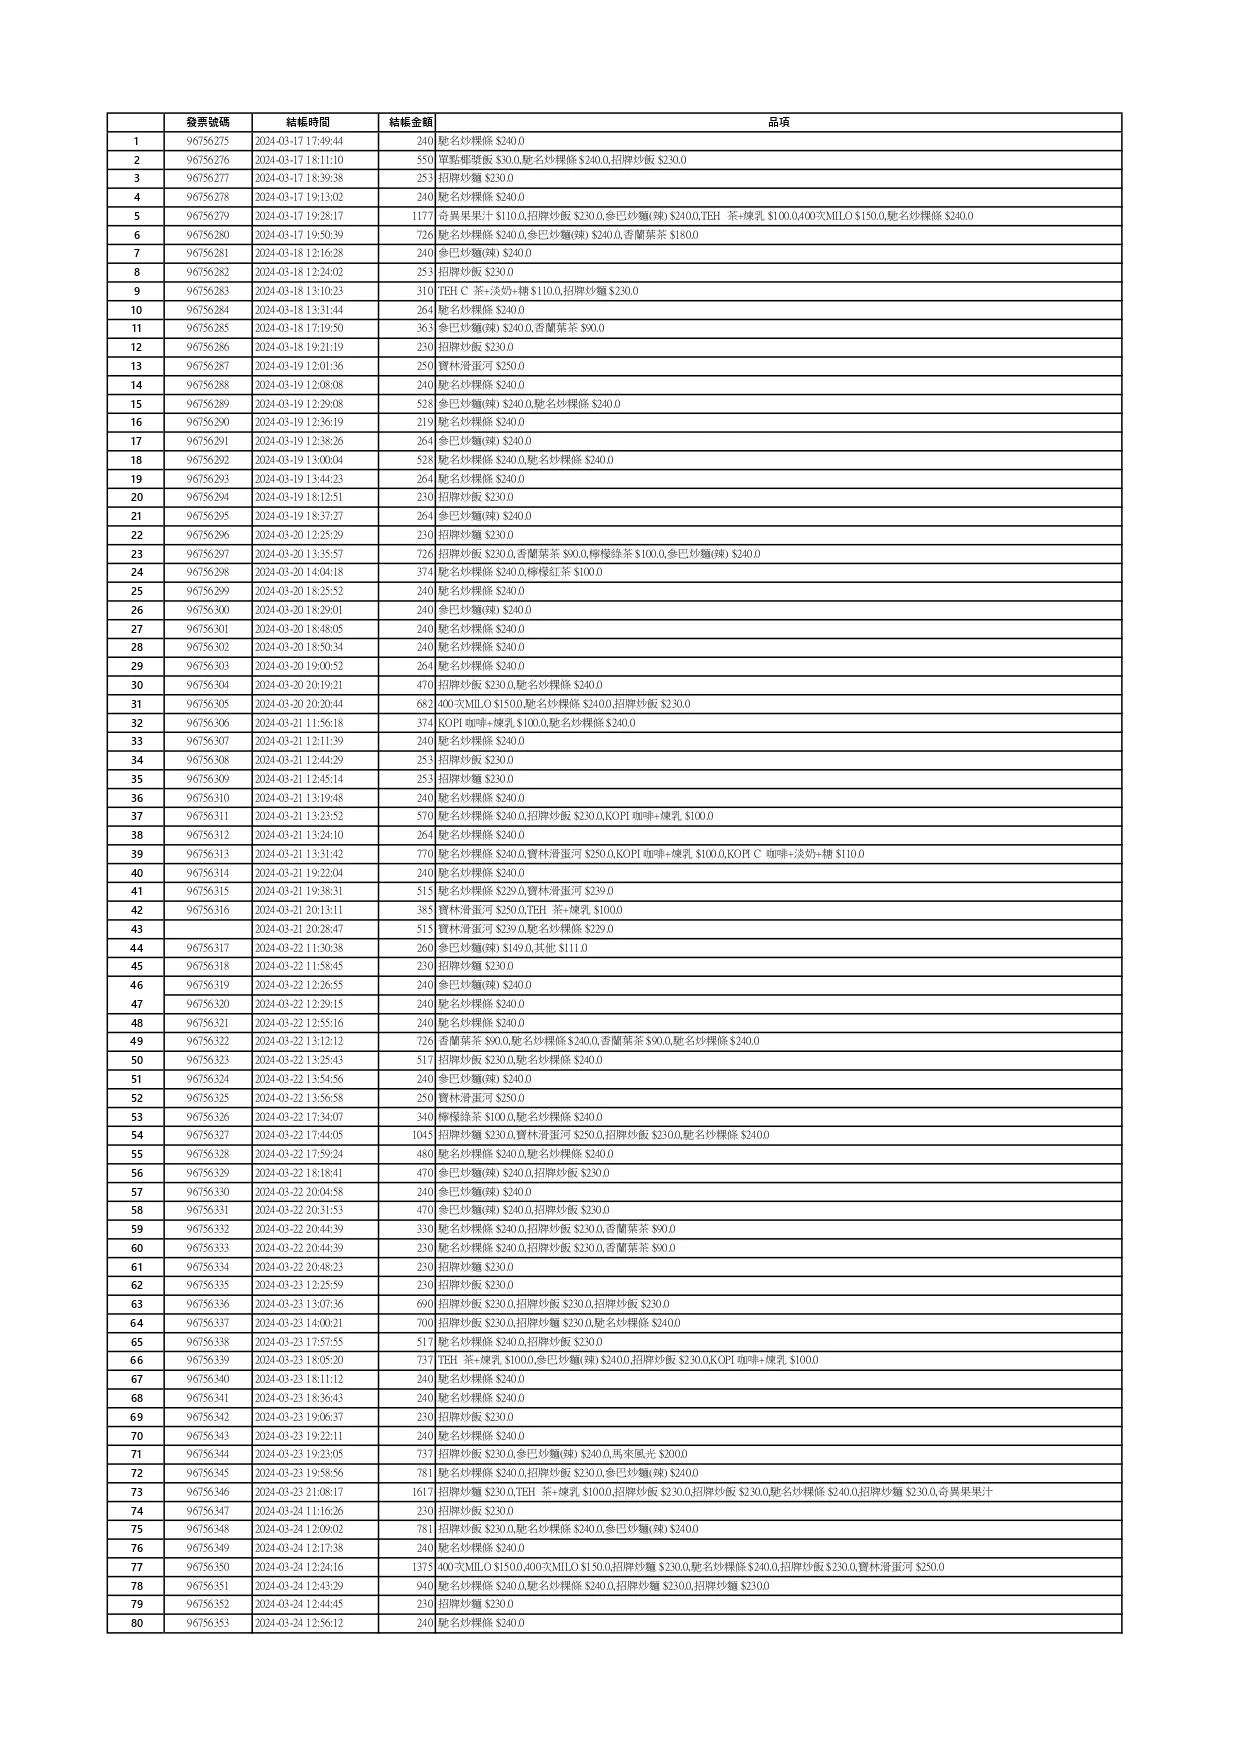 發票號碼 結帳時間 結帳金額 品項
1 96756275 2024-03-17 17:49:44 240 馳名炒粿條 $240.0
2 96756276 2024-03-17 18:11:10 550 單點椰漿飯 $30.0,馳名炒粿條 $240.0,招牌炒飯 $230.0
3 96756277 2024-03-17 18:39:38 253 招牌炒麵 $230.0
4 96756278 2024-03-17 19:13:02 240 馳名炒粿條 $240.0
5 96756279 2024-03-17 19:28:17 1177 奇異果果汁 $110.0,招牌炒飯 $230.0,參巴炒麵(辣) $240.0,TEH 茶+煉乳 $100.0,400次MILO $150.0,馳名炒粿條 $240.0
6 96756280 2024-03-17 19:50:39 726 馳名炒粿條 $240.0,參巴炒麵(辣) $240.0,香蘭葉茶 $180.0
7 96756281 2024-03-18 12:16:28 240 參巴炒麵(辣) $240.0
8 96756282 2024-03-18 12:24:02 253 招牌炒飯 $230.0
9 96756283 2024-03-18 13:10:23 310 TEH C 茶+淡奶+糖 $110.0,招牌炒麵 $230.0
10 96756284 2024-03-18 13:31:44 264 馳名炒粿條 $240.0
11 96756285 2024-03-18 17:19:50 363 參巴炒麵(辣) $240.0,香蘭葉茶 $90.0
12 96756286 2024-03-18 19:21:19 230 招牌炒飯 $230.0
13 96756287 2024-03-19 12:01:36 250 寶林滑蛋河 $250.0
14 96756288 2024-03-19 12:08:08 240 馳名炒粿條 $240.0
15 96756289 2024-03-19 12:29:08 528 參巴炒麵(辣) $240.0,馳名炒粿條 $240.0
16 96756290 2024-03-19 12:36:19 219 馳名炒粿條 $240.0
17 96756291 2024-03-19 12:38:26 264 參巴炒麵(辣) $240.0
18 96756292 2024-03-19 13:00:04 528 馳名炒粿條 $240.0,馳名炒粿條 $240.0
19 96756293 2024-03-19 13:44:23 264 馳名炒粿條 $240.0
20 96756294 2024-03-19 18:12:51 230 招牌炒飯 $230.0
21 96756295 2024-03-19 18:37:27 264 參巴炒麵(辣) $240.0
22 96756296 2024-03-20 12:25:29 230 招牌炒麵 $230.0
23 96756297 2024-03-20 13:35:57 726 招牌炒飯 $230.0,香蘭葉茶 $90.0,檸檬綠茶 $100.0,參巴炒麵(辣) $240.0
24 96756298 2024-03-20 14:04:18 374 馳名炒粿條 $240.0,檸檬紅茶 $100.0
25 96756299 2024-03-20 18:25:52 240 馳名炒粿條 $240.0
26 96756300 2024-03-20 18:29:01 240 參巴炒麵(辣) $240.0
27 96756301 2024-03-20 18:48:05 240 馳名炒粿條 $240.0
28 96756302 2024-03-20 18:50:34 240 馳名炒粿條 $240.0
29 96756303 2024-03-20 19:00:52 264 馳名炒粿條 $240.0
30 96756304 2024-03-20 20:19:21 470 招牌炒飯 $230.0,馳名炒粿條 $240.0
31 96756305 2024-03-20 20:20:44 682 400次MILO $150.0,馳名炒粿條 $240.0,招牌炒飯 $230.0
32 96756306 2024-03-21 11:56:18 374 KOPI 咖啡+煉乳 $100.0,馳名炒粿條 $240.0
33 96756307 2024-03-21 12:11:39 240 馳名炒粿條 $240.0
34 96756308 2024-03-21 12:44:29 253 招牌炒飯 $230.0
35 96756309 2024-03-21 12:45:14 253 招牌炒麵 $230.0
36 96756310 2024-03-21 13:19:48 240 馳名炒粿條 $240.0
37 96756311 2024-03-21 13:23:52 570 馳名炒粿條 $240.0,招牌炒飯 $230.0,KOPI 咖啡+煉乳 $100.0
38 96756312 2024-03-21 13:24:10 264 馳名炒粿條 $240.0
39 96756313 2024-03-21 13:31:42 770 馳名炒粿條 $240.0,寶林滑蛋河 $250.0,KOPI 咖啡+煉乳 $100.0,KOPI C 咖啡+淡奶+糖 $110.0
40 96756314 2024-03-21 19:22:04 240 馳名炒粿條 $240.0
41 96756315 2024-03-21 19:38:31 515 馳名炒粿條 $229.0,寶林滑蛋河 $239.0
42 96756316 2024-03-21 20:13:11 385 寶林滑蛋河 $250.0,TEH 茶+煉乳 $100.0
43 2024-03-21 20:28:47 515 寶林滑蛋河 $239.0,馳名炒粿條 $229.0
44 96756317 2024-03-22 11:30:38 260 參巴炒麵(辣) $149.0,其他 $111.0
45 96756318 2024-03-22 11:58:45 230 招牌炒麵 $230.0
46 96756319 2024-03-22 12:26:55 240 參巴炒麵(辣) $240.0
47 96756320 2024-03-22 12:29:15 240 馳名炒粿條 $240.0
48 96756321 2024-03-22 12:55:16 240 馳名炒粿條 $240.0
49 96756322 2024-03-22 13:12:12 726 香蘭葉茶 $90.0,馳名炒粿條 $240.0,香蘭葉茶 $90.0,馳名炒粿條 $240.0
50 96756323 2024-03-22 13:25:43 517 招牌炒飯 $230.0,馳名炒粿條 $240.0
51 96756324 2024-03-22 13:54:56 240 參巴炒麵(辣) $240.0
52 96756325 2024-03-22 13:56:58 250 寶林滑蛋河 $250.0
53 96756326 2024-03-22 17:34:07 340 檸檬綠茶 $100.0,馳名炒粿條 $240.0
54 96756327 2024-03-22 17:44:05 1045 招牌炒麵 $230.0,寶林滑蛋河 $250.0,招牌炒飯 $230.0,馳名炒粿條 $240.0
55 96756328 2024-03-22 17:59:24 480 馳名炒粿條 $240.0,馳名炒粿條 $240.0
56 96756329 2024-03-22 18:18:41 470 參巴炒麵(辣) $240.0,招牌炒飯 $230.0
57 96756330 2024-03-22 20:04:58 240 參巴炒麵(辣) $240.0
58 96756331 2024-03-22 20:31:53 470 參巴炒麵(辣) $240.0,招牌炒飯 $230.0
59 96756332 2024-03-22 20:44:39 330 馳名炒粿條 $240.0,招牌炒飯 $230.0,香蘭葉茶 $90.0
60 96756333 2024-03-22 20:44:39 230 馳名炒粿條 $240.0,招牌炒飯 $230.0,香蘭葉茶 $90.0
61 96756334 2024-03-22 20:48:23 230 招牌炒麵 $230.0
62 96756335 2024-03-23 12:25:59 230 招牌炒飯 $230.0
63 96756336 2024-03-23 13:07:36 690 招牌炒飯 $230.0,招牌炒飯 $230.0,招牌炒飯 $230.0
64 96756337 2024-03-23 14:00:21 700 招牌炒飯 $230.0,招牌炒麵 $230.0,馳名炒粿條 $240.0
65 96756338 2024-03-23 17:57:55 517 馳名炒粿條 $240.0,招牌炒飯 $230.0
66 96756339 2024-03-23 18:05:20 737 TEH 茶+煉乳 $100.0,參巴炒麵(辣) $240.0,招牌炒飯 $230.0,KOPI 咖啡+煉乳 $100.0
67 96756340 2024-03-23 18:11:12 240 馳名炒粿條 $240.0
68 96756341 2024-03-23 18:36:43 240 馳名炒粿條 $240.0
69 96756342 2024-03-23 19:06:37 230 招牌炒飯 $230.0
70 96756343 2024-03-23 19:22:11 240 馳名炒粿條 $240.0
71 96756344 2024-03-23 19:23:05 737 招牌炒飯 $230.0,參巴炒麵(辣) $240.0,馬來風光 $200.0
72 96756345 2024-03-23 19:58:56 781 馳名炒粿條 $240.0,招牌炒飯 $230.0,參巴炒麵(辣) $240.0
73 96756346 2024-03-23 21:08:17 1617 招牌炒麵 $230.0,TEH 茶+煉乳 $100.0,招牌炒飯 $230.0,招牌炒飯 $230.0,馳名炒粿條 $240.0,招牌炒麵 $230.0,奇異果果汁
74 96756347 2024-03-24 11:16:26 230 招牌炒飯 $230.0
75 96756348 2024-03-24 12:09:02 781 招牌炒飯 $230.0,馳名炒粿條 $240.0,參巴炒麵(辣) $240.0
76 96756349 2024-03-24 12:17:38 240 馳名炒粿條 $240.0
77 96756350 2024-03-24 12:24:16 1375 400次MILO $150.0,400次MILO $150.0,招牌炒麵 $230.0,馳名炒粿條 $240.0,招牌炒飯 $230.0,寶林滑蛋河 $250.0
78 96756351 2024-03-24 12:43:29 940 馳名炒粿條 $240.0,馳名炒粿條 $240.0,招牌炒麵 $230.0,招牌炒麵 $230.0
79 96756352 2024-03-24 12:44:45 230 招牌炒麵 $230.0
80 96756353 2024-03-24 12:56:12 240 馳名炒粿條 $240.0